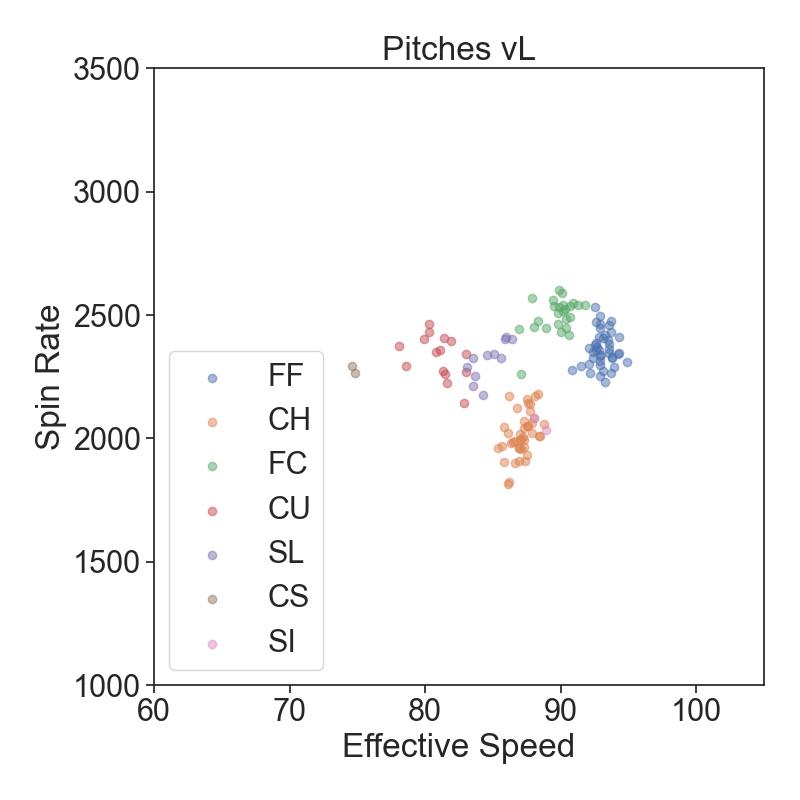 Pitches vL
3500
3000
2500
2000
1500
1000
Spin Rate
FF
CH
FC
CU
SL
CS
SI
60 70 80 90 100
Effective Speed